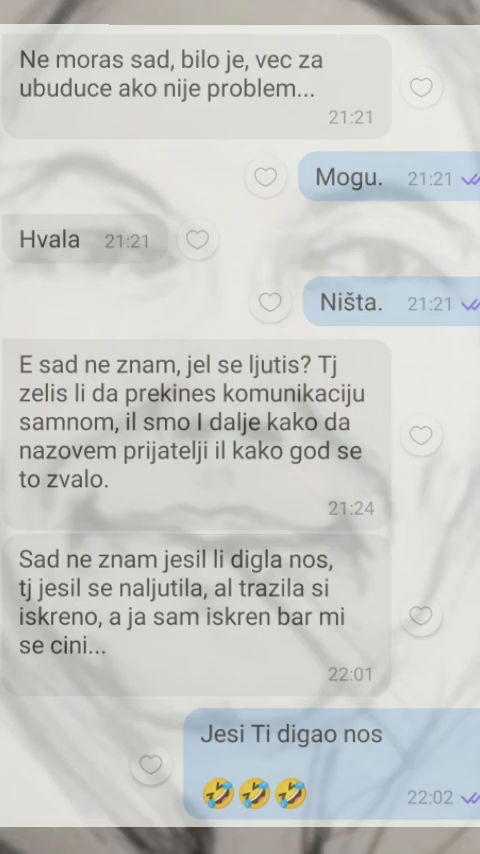 Ne moras sad, bilo je, vec za
ubuduce ako nije problem...
21:21
Mogu. 21:21
Hvala 21:21
Ništa. 21:21
E sad ne znam, jel se ljutis? Tj
zelis li da prekines komunikaciju
samnom, il smo I dalje kako da
nazovem prijatelji il kako god se
to zvalo.
21:24
Sad ne znam jesil li digla nos,
tj jesil se naljutila, al trazila si
iskreno, a ja sam iskren bar mi
se cini...
22:01
Jesi Ti digao nos
🤣🤣🤣 22:02